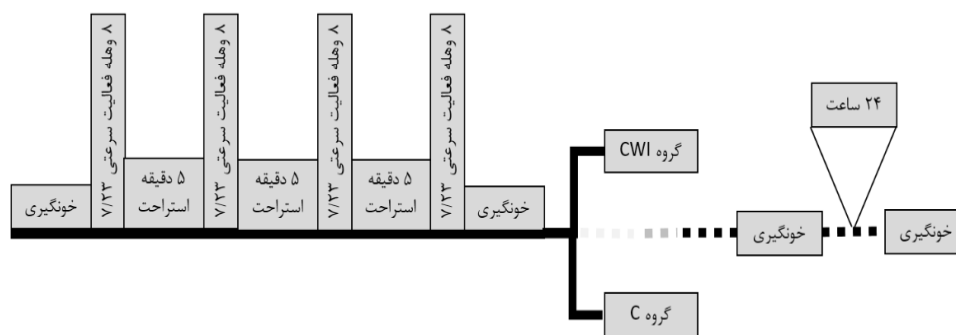 خونگیری
۸ وهله فعالیت سرعتی ۷/۲۳
۵ دقیقه
استراحت
۸ وهله فعالیت سرعتی ۷/۲۳
۵ دقیقه
استراحت
۸ وهله فعالیت سرعتی ۷/۲۳
۵ دقیقه
استراحت
۸ وهله فعالیت سرعتی ۷/۲۳
خونگیری
گروه CWI
گروه C
خونگیری
۲۴ ساعت
خونگیری